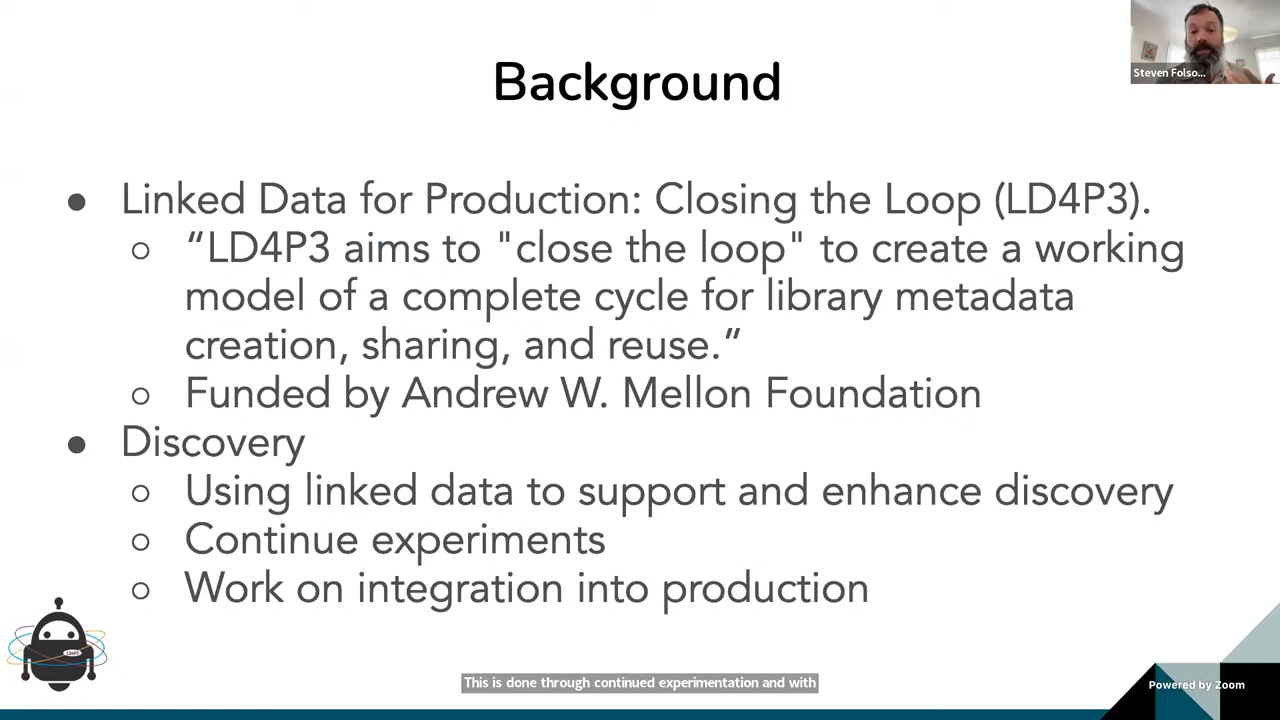 Steven Folso...
Background
● Linked Data for Production: Closing the Loop (LD4P3).
○ “LD4P3 aims to "close the loop" to create a working
model of a complete cycle for library metadata
creation, sharing, and reuse.”
○ Funded by Andrew W. Mellon Foundation
● Discovery
○ Using linked data to support and enhance discovery
○ Continue experiments
○ Work on integration into production
LD4P3
This is done through continued experimentation and with
Powered by Zoom